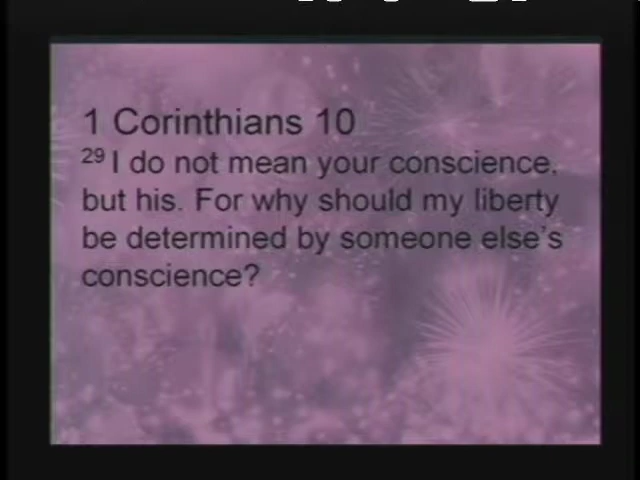 1 Corinthians 10
29 I do not mean your conscience,
but his. For why should my liberty
be determined by someone else's
conscience?